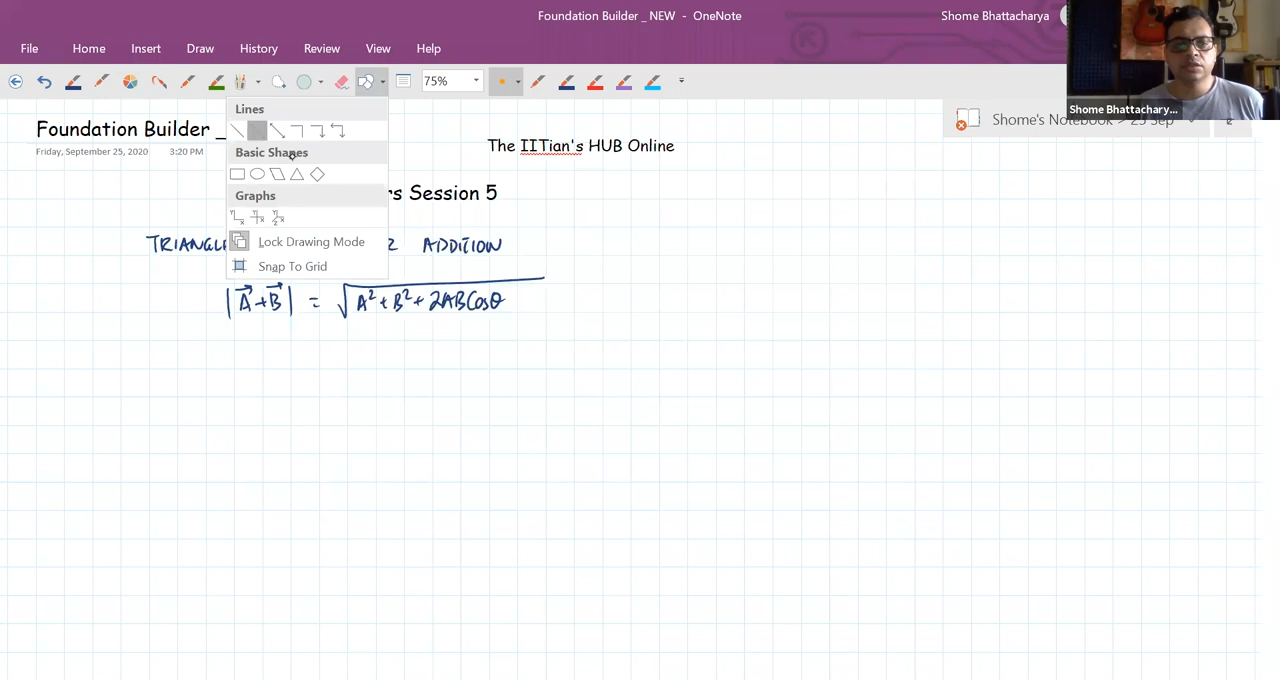 Foundation Builder _ NEW - OneNote
Shome Bhattacharya
File Home Insert Draw History Review View Help
75%
Shome Bhattachary...
Lines
Basic Shapes
Graphs
Lock Drawing Mode
Snap To Grid
Foundation Builder _
Friday, September 25, 2020 3:20 PM
The IITian's HUB Online
Shome's Notebook > 25 Sep
rs Session 5
TRIANGL ADDITION
|A⃗+B⃗| = √A²+B²+2ABCosθ